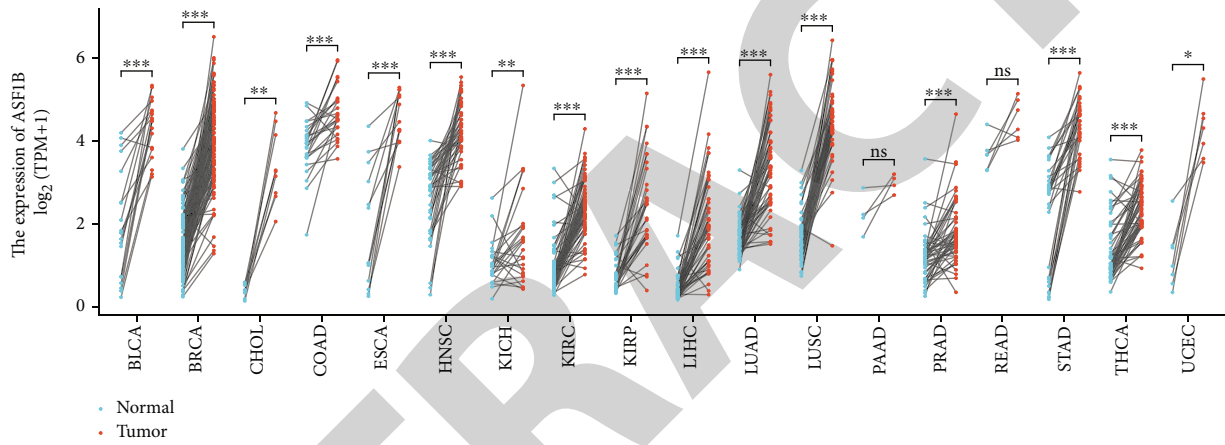 The expression of ASF1B
log₂ (TPM+1)
6
4
2
0
***
***
**
***
***
***
**
***
***
***
***
***
ns
***
ns
***
***
*
BLCA
BRCA
CHOL
COAD
ESCA
HNSC
KICH
KIRC
KIRP
LIHC
LUAD
LUSC
PAAD
PRAD
READ
STAD
THCA
UCEC
Normal
Tumor